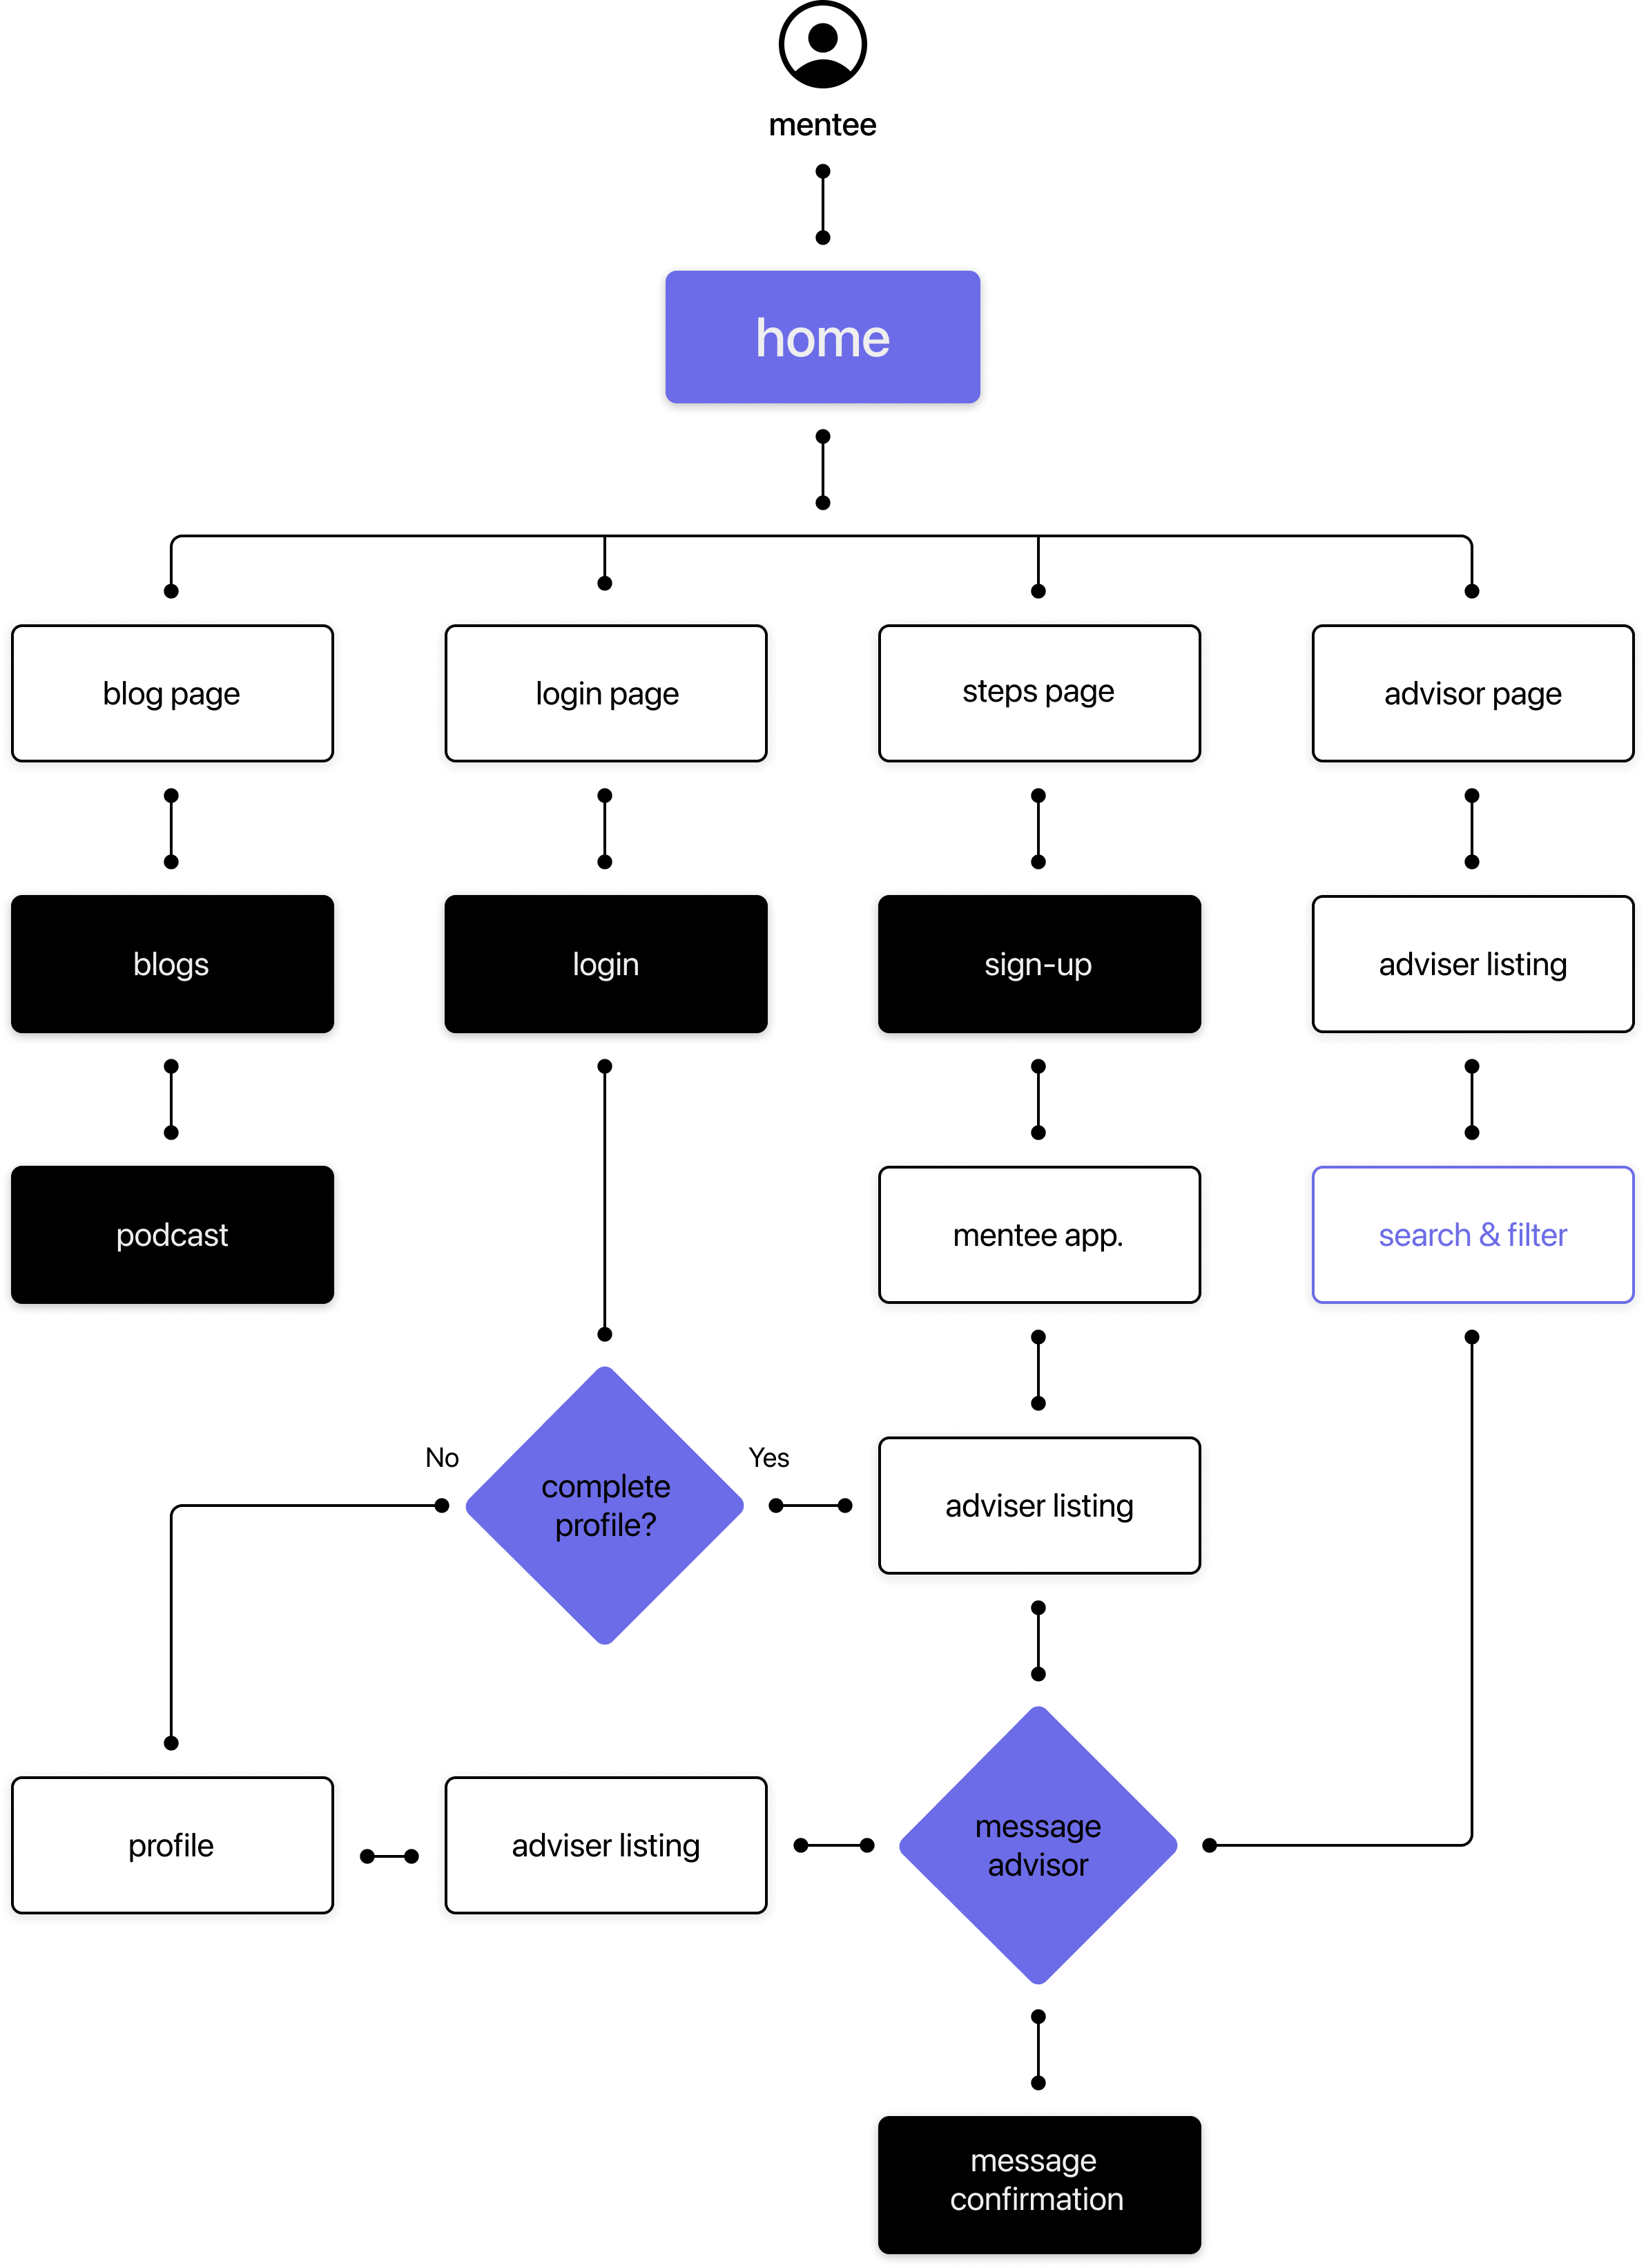 mentee
home
blog page
login page
steps page
advisor page
blogs
login
sign-up
adviser listing
podcast
mentee app.
search & filter
No
Yes
complete
profile?
adviser listing
profile
adviser listing
message
advisor
message
confirmation